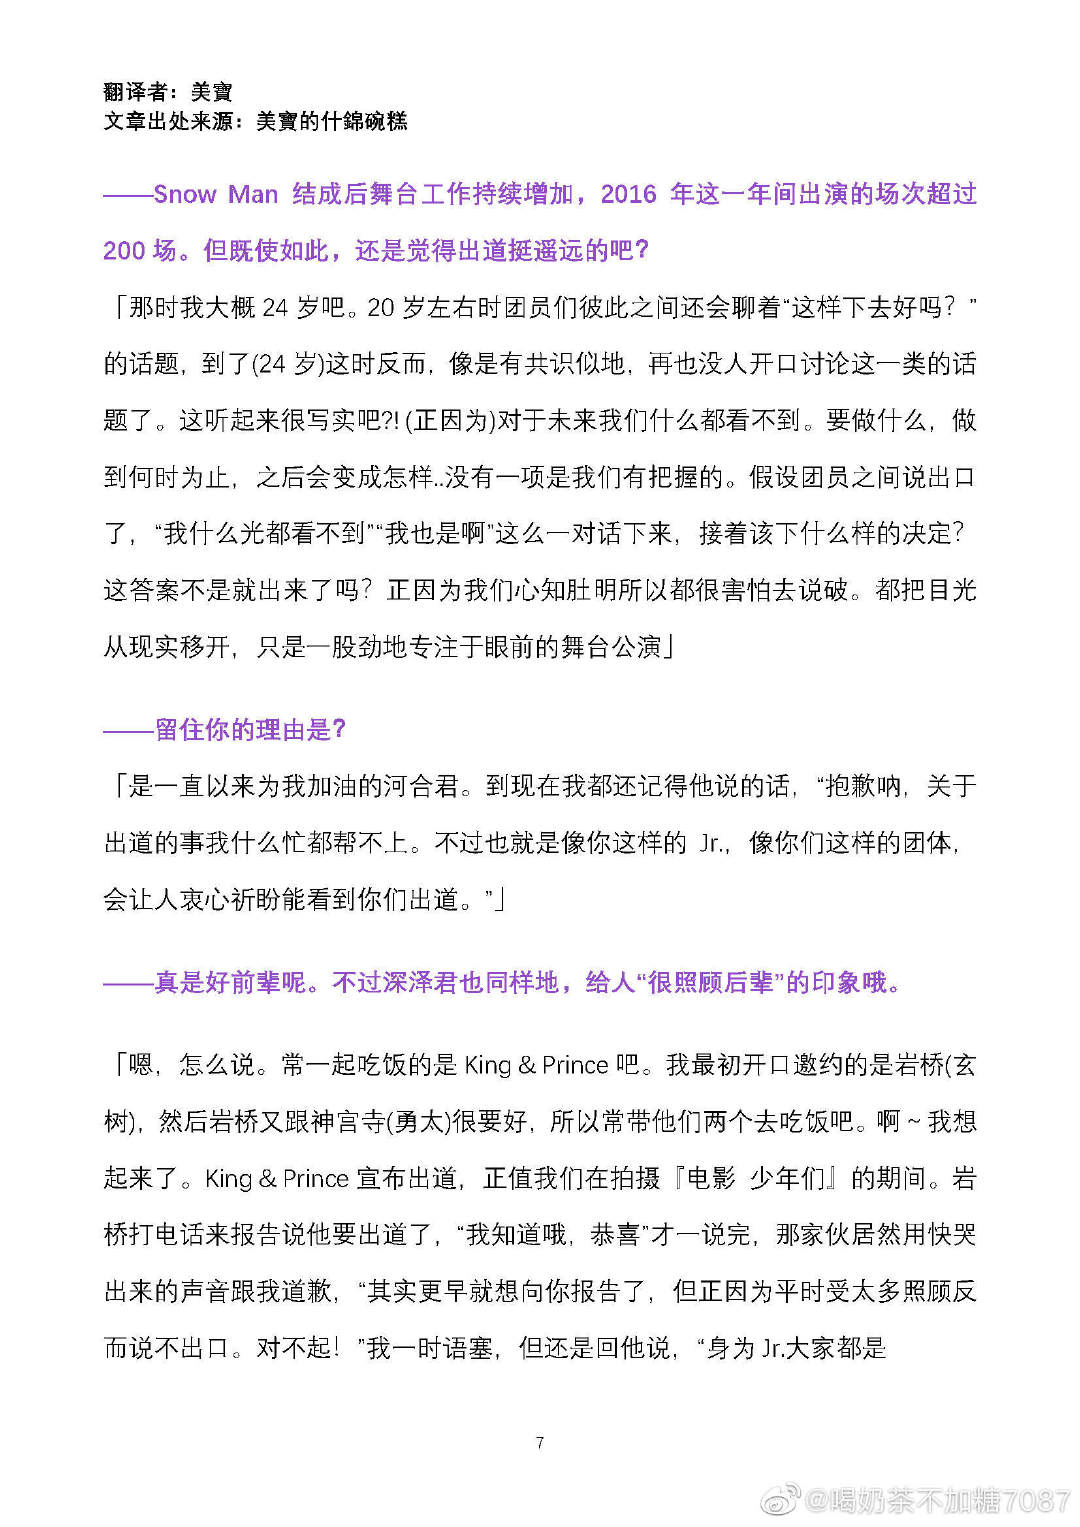 翻译者：美寶
文章出处来源：美寶的什錦碗糕
——Snow Man 结成后舞台工作持续增加，2016 年这一年间出演的场次超过
200 场。但既使如此，还是觉得出道挺遥远的吧？
「那时我大概 24 岁吧。20 岁左右时团员们彼此之间还会聊着“这样下去好吗？”
的话题，到了(24 岁)这时反而，像是有共识似地，再也没人开口讨论这一类的话
题了。这听起来很写实吧?! (正因为)对于未来我们什么都看不到。要做什么，做
到何时为止，之后会变成怎样..没有一项是我们有把握的。假设团员之间说出口
了，“我什么光都看不到”“我也是啊”这么一对话下来，接着该下什么样的决定？
这答案不是就出来了吗？正因为我们心知肚明所以都很害怕去说破。都把目光
从现实移开，只是一股劲地专注于眼前的舞台公演」
——留住你的理由是？
「是一直以来为我加油的河合君。到现在我都还记得他说的话，“抱歉呐，关于
出道的事我什么忙都帮不上。不过也就是像你这样的 Jr.，像你们这样的团体，
会让人衷心祈盼能看到你们出道。”」
——真是好前辈呢。不过深泽君也同样地，给人“很照顾后辈”的印象哦。
「嗯，怎么说。常一起吃饭的是 King & Prince 吧。我最初开口邀约的是岩桥(玄
树)，然后岩桥又跟神宫寺(勇太)很要好，所以常带他们两个去吃饭吧。啊～我想
起来了。King & Prince 宣布出道，正值我们在拍摄『电影 少年们』的期间。岩
桥打电话来报告说他要出道了，“我知道哦，恭喜”才一说完，那家伙居然用快哭
出来的声音跟我道歉，“其实更早就想向你报告了，但正因为平时受太多照顾反
而说不出口。对不起！”我一时语塞，但还是回他说，“身为 Jr.大家都是
7
@喝奶茶不加糖7087